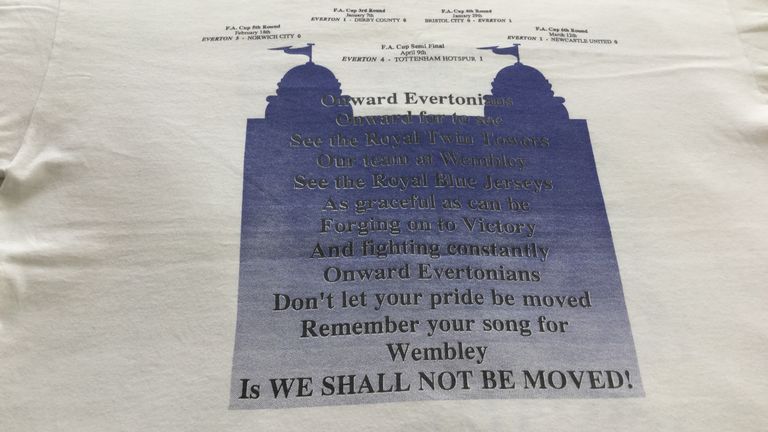 F.A. Cup 3rd Round
January 7th
EVERTON 1 - DERBY COUNTY 0
F.A. Cup 4th Round
January 29th
BRISTOL CITY 0 - EVERTON 1
F.A. Cup 5th Round
February 18th
EVERTON 5 - NORWICH CITY 0
F.A. Cup 6th Round
March 12th
EVERTON 1 - NEWCASTLE UNITED 0
F.A. Cup Semi Final
April 9th
EVERTON 4 - TOTTENHAM HOTSPUR 1
Onward Evertonians
Onward for to see
See the Royal Twin Towers
Our team at Wembley
See the Royal Blue Jerseys
As graceful as can be
Forging on to Victory
And fighting constantly
Onward Evertonians
Don't let your pride be moved
Remember your song for
Wembley
Is WE SHALL NOT BE MOVED!